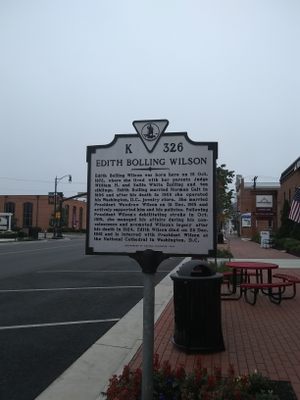 K 326
EDITH BOLLING WILSON
Edith Bolling Wilson was born here on 15 Oct.
1872, where she lived with her parents Judge
William H. and Sallie White Bolling and ten
siblings. Edith Bolling married Norman Galt in
1896 and after his death in 1908 she operated
his Washington, D.C., jewelry store. She married
President Woodrow Wilson on 18 Dec. 1915 and
actively supported him and his policies. Following
President Wilson's debilitating stroke in Oct.
1919, she managed his affairs during his con-
valescence and promoted Wilson's legacy after
his death in 1924. Edith Wilson died on 28 Dec.
1961 and is interred with President Wilson at
the National Cathedral in Washington, D.C.